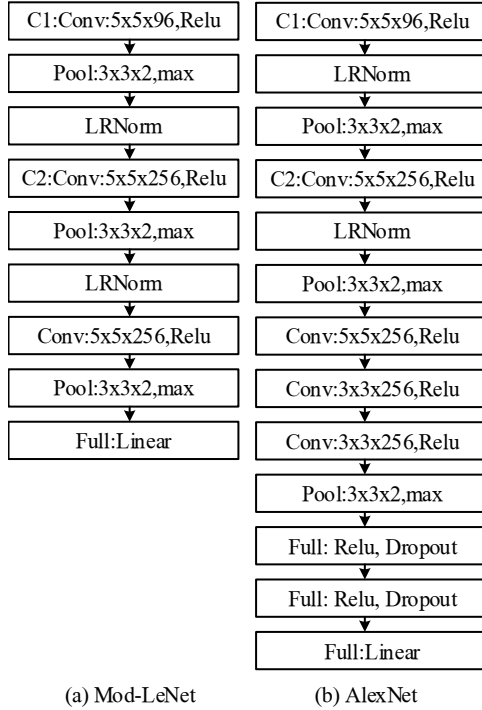 C1:Conv:5x5x96,Relu
Pool:3x3x2,max
LRNorm
C2:Conv:5x5x256,Relu
Pool:3x3x2,max
LRNorm
Conv:5x5x256,Relu
Pool:3x3x2,max
Full:Linear
(a) Mod-LeNet
C1:Conv:5x5x96,Relu
LRNorm
Pool:3x3x2,max
C2:Conv:5x5x256,Relu
LRNorm
Pool:3x3x2,max
Conv:5x5x256,Relu
Conv:3x3x256,Relu
Conv:3x3x256,Relu
Pool:3x3x2,max
Full: Relu, Dropout
Full: Relu, Dropout
Full:Linear
(b) AlexNet